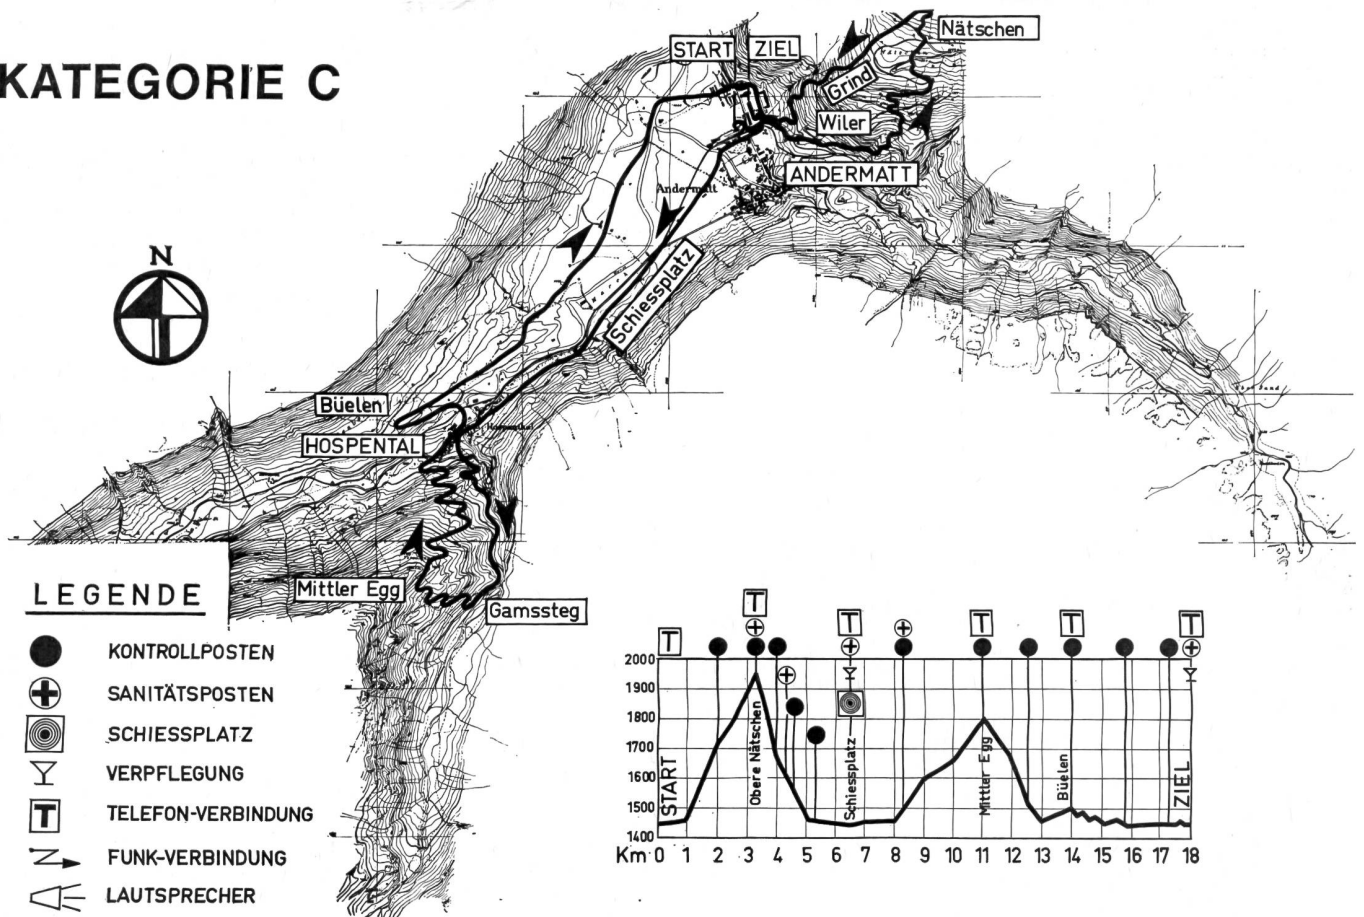 KATEGORIE C
START
ZIEL
Nätschen
Grind
Wiler
ANDERMATT
Andermatt
Schiessplatz
N
Büelen
HOSPENTAL
Mittler Egg
Gamssteg
LEGENDE
KONTROLLPOSTEN
SANITÄTSPOSTEN
SCHIESSPLATZ
VERPFLEGUNG
T TELEFON-VERBINDUNG
FUNK-VERBINDUNG
LAUTSPRECHER
T T T T T T
2000
1900
1800
1700
1600
1500
1400
START
Obere Nätschen
Schiessplatz
Mittler Egg
Büelen
ZIEL
Km 0 1 2 3 4 5 6 7 8 9 10 11 12 13 14 15 16 17 18